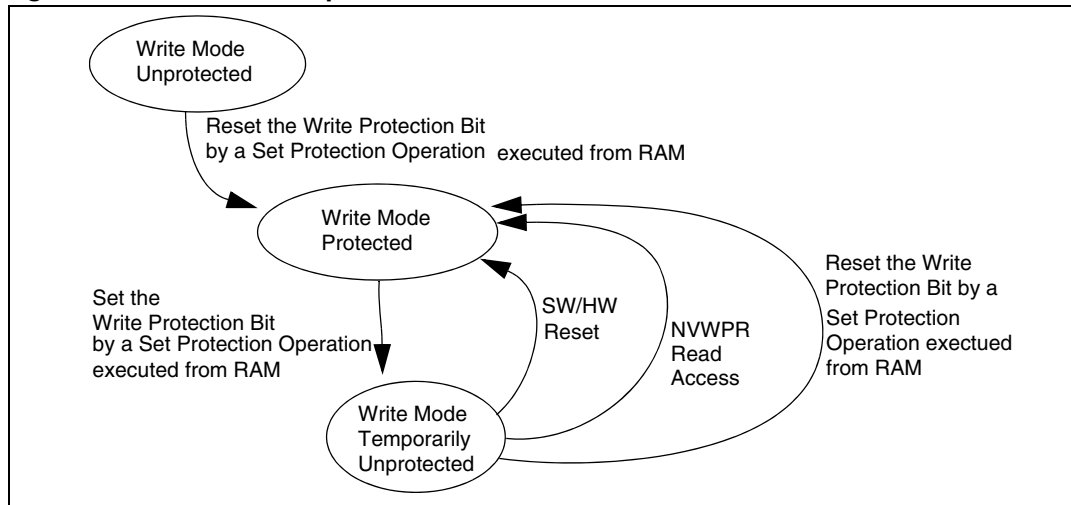 Write Mode
Unprotected
Reset the Write Protection Bit
by a Set Protection Operation executed from RAM
Write Mode
Protected
Set the
Write Protection Bit
by a Set Protection Operation
executed from RAM
SW/HW
Reset
NVWPR
Read
Access
Reset the Write
Protection Bit by a
Set Protection
Operation exectued
from RAM
Write Mode
Temporarily
Unprotected